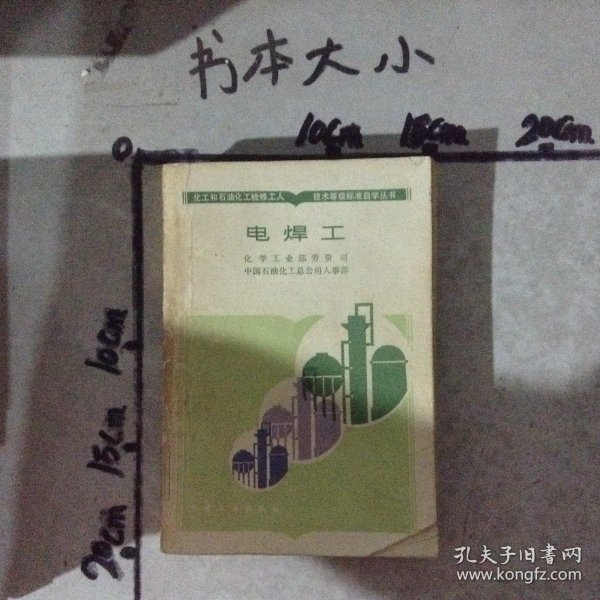 书本大小
0 10cm 15cm 20cm
10cm
15cm
20cm
化工和石油化工检修工人 技术等级标准自学丛书
电焊工
化学工业部劳资司
中国石油化工总公司人事部
孔夫子旧书网
www.kongfz.com